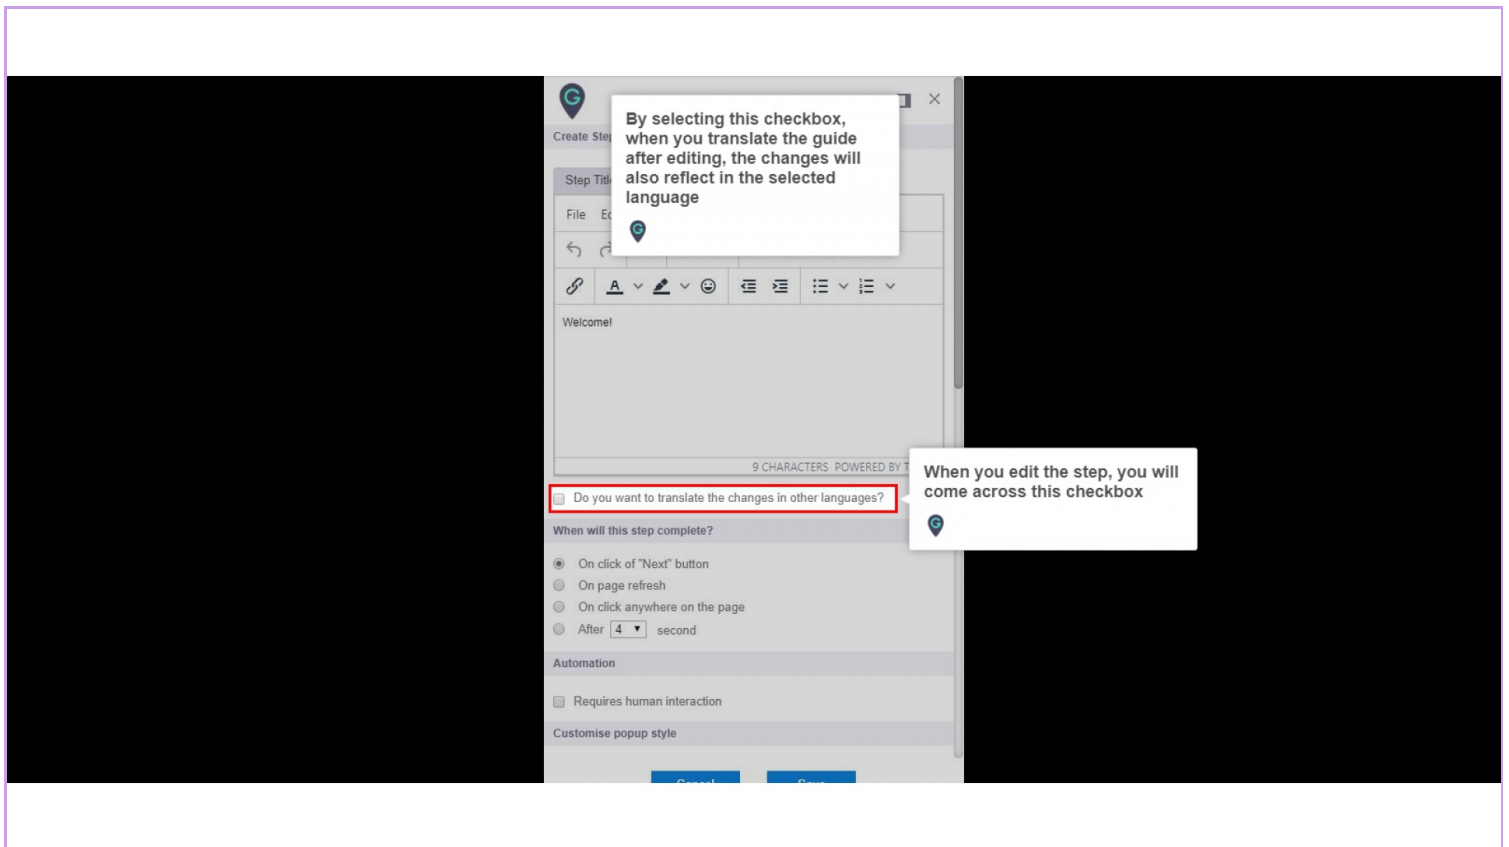 By selecting this checkbox,
when you translate the guide
after editing, the changes will
also reflect in the selected
language
Create Step
Step Title
File
Welcome!
9 CHARACTERS POWERED BY T
When you edit the step, you will
come across this checkbox
Do you want to translate the changes in other languages?
When will this step complete?
On click of "Next" button
On page refresh
On click anywhere on the page
After 4 second
Automation
Requires human interaction
Customise popup style
Cancel Save